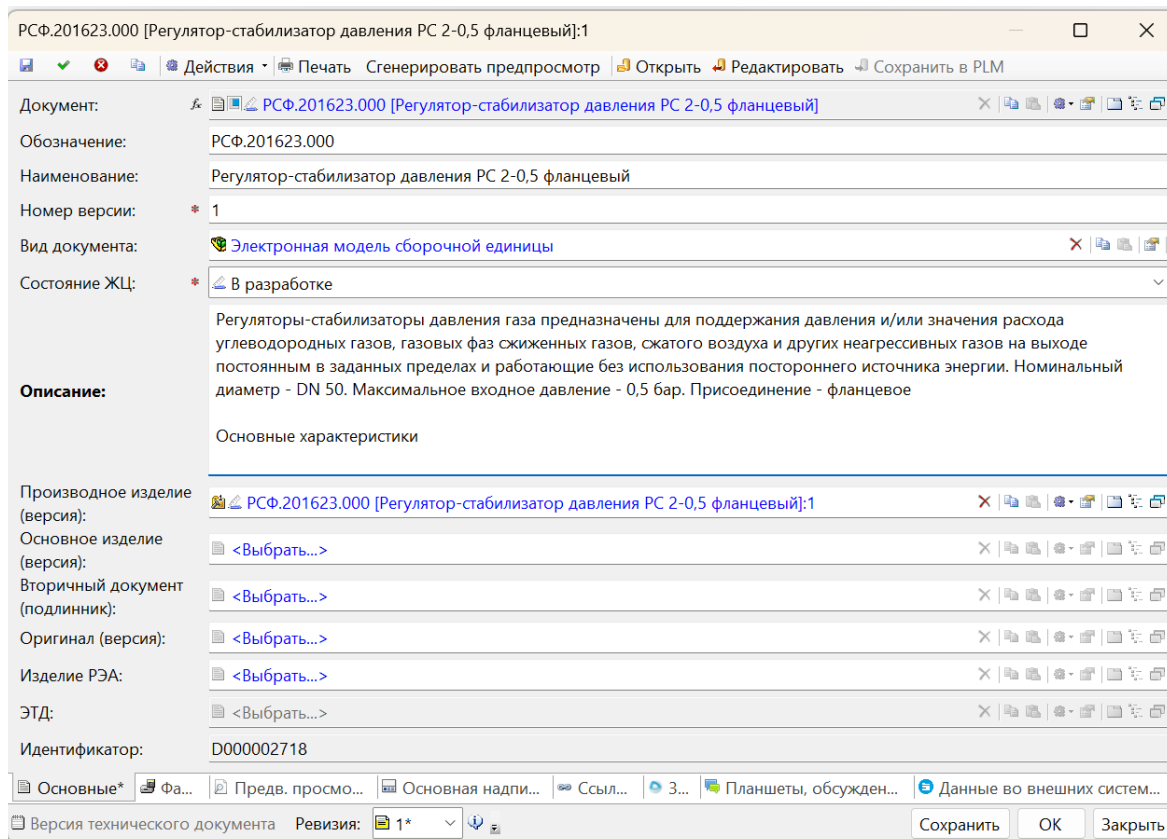 РСФ.201623.000 [Регулятор-стабилизатор давления РС 2-0,5 фланцевый]:1
Действия Печать Сгенерировать предпросмотр Открыть Редактировать Сохранить в PLM
Документ: fx РСФ.201623.000 [Регулятор-стабилизатор давления РС 2-0,5 фланцевый]
Обозначение: РСФ.201623.000
Наименование: Регулятор-стабилизатор давления РС 2-0,5 фланцевый
Номер версии: * 1
Вид документа: Электронная модель сборочной единицы
Состояние ЖЦ: * В разработке
Регуляторы-стабилизаторы давления газа предназначены для поддержания давления и/или значения расхода
углеводородных газов, газовых фаз сжиженных газов, сжатого воздуха и других неагрессивных газов на выходе
постоянным в заданных пределах и работающие без использования постороннего источника энергии. Номинальный
Описание: диаметр - DN 50. Максимальное входное давление - 0,5 бар. Присоединение - фланцевое
Основные характеристики
Производное изделие
(версия):
РСФ.201623.000 [Регулятор-стабилизатор давления РС 2-0,5 фланцевый]:1
Основное изделие
(версия):
<Выбрать...>
Вторичный документ
(подлинник):
<Выбрать...>
Оригинал (версия): <Выбрать...>
Изделие РЭА: <Выбрать...>
ЭТД: <Выбрать...>
Идентификатор: D000002718
Основные* Фа... Предв. просмо... Основная надпи... Ссыл... З... Планшеты, обсужден... Данные во внешних систем...
Версия технического документа Ревизия: 1* Сохранить ОК Закрыть